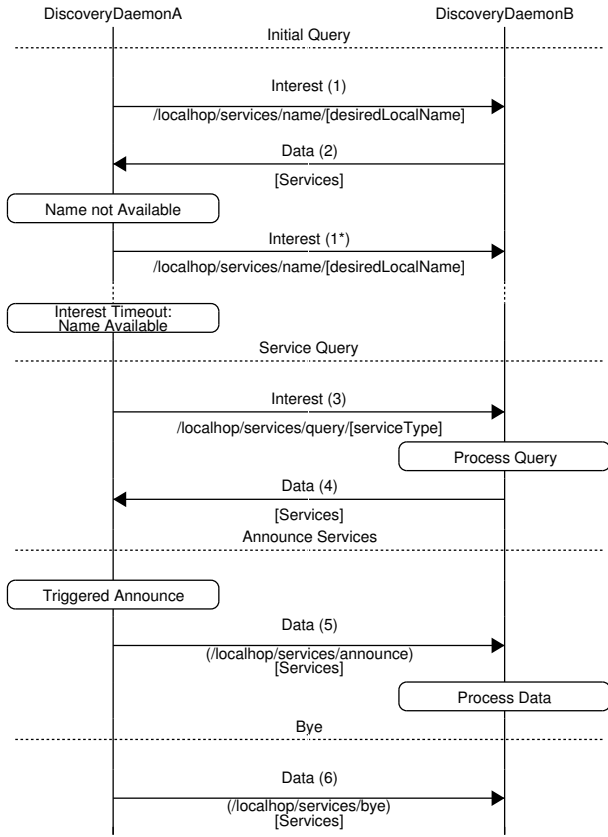 DiscoveryDaemonA DiscoveryDaemonB
Initial Query
Interest (1)
/localhop/services/name/[desiredLocalName]
Data (2)
[Services]
Name not Available
Interest (1*)
/localhop/services/name/[desiredLocalName]
Interest Timeout:
Name Available
Service Query
Interest (3)
/localhop/services/query/[serviceType]
Process Query
Data (4)
[Services]
Announce Services
Triggered Announce
Data (5)
(/localhop/services/announce)
[Services]
Process Data
Bye
Data (6)
(/localhop/services/bye)
[Services]